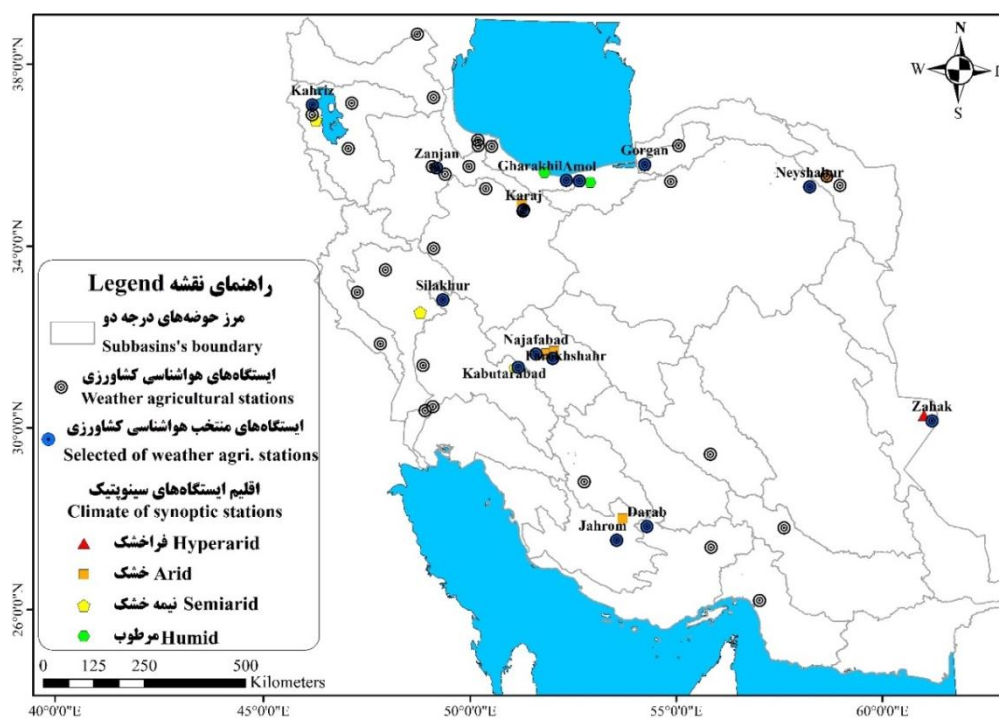 N
W
E
S
38°0'0"N
34°0'0"N
30°0'0"N
26°0'0"N
Kahriz
Zanjan
Gharakhil Amol
Gorgan
Neyshabur
Karaj
Silakhur
Najafabad
Farrokhshahr
Kabutarabad
Zahak
Darab
Jahrom
راهنمای نقشه Legend
مرز حوضه‌های درجه دو
Subbasins's boundary
ایستگاه‌های هواشناسی کشاورزی
Weather agricultural stations
ایستگاه‌های منتخب هواشناسی کشاورزی
Selected of weather agri. stations
اقلیم ایستگاه‌های سینوپتیک
Climate of synoptic stations
فراخشک Hyperarid
خشک Arid
نیمه خشک Semiarid
مرطوب Humid
0 125 250 500
Kilometers
40°0'0"E 45°0'0"E 50°0'0"E 55°0'0"E 60°0'0"E